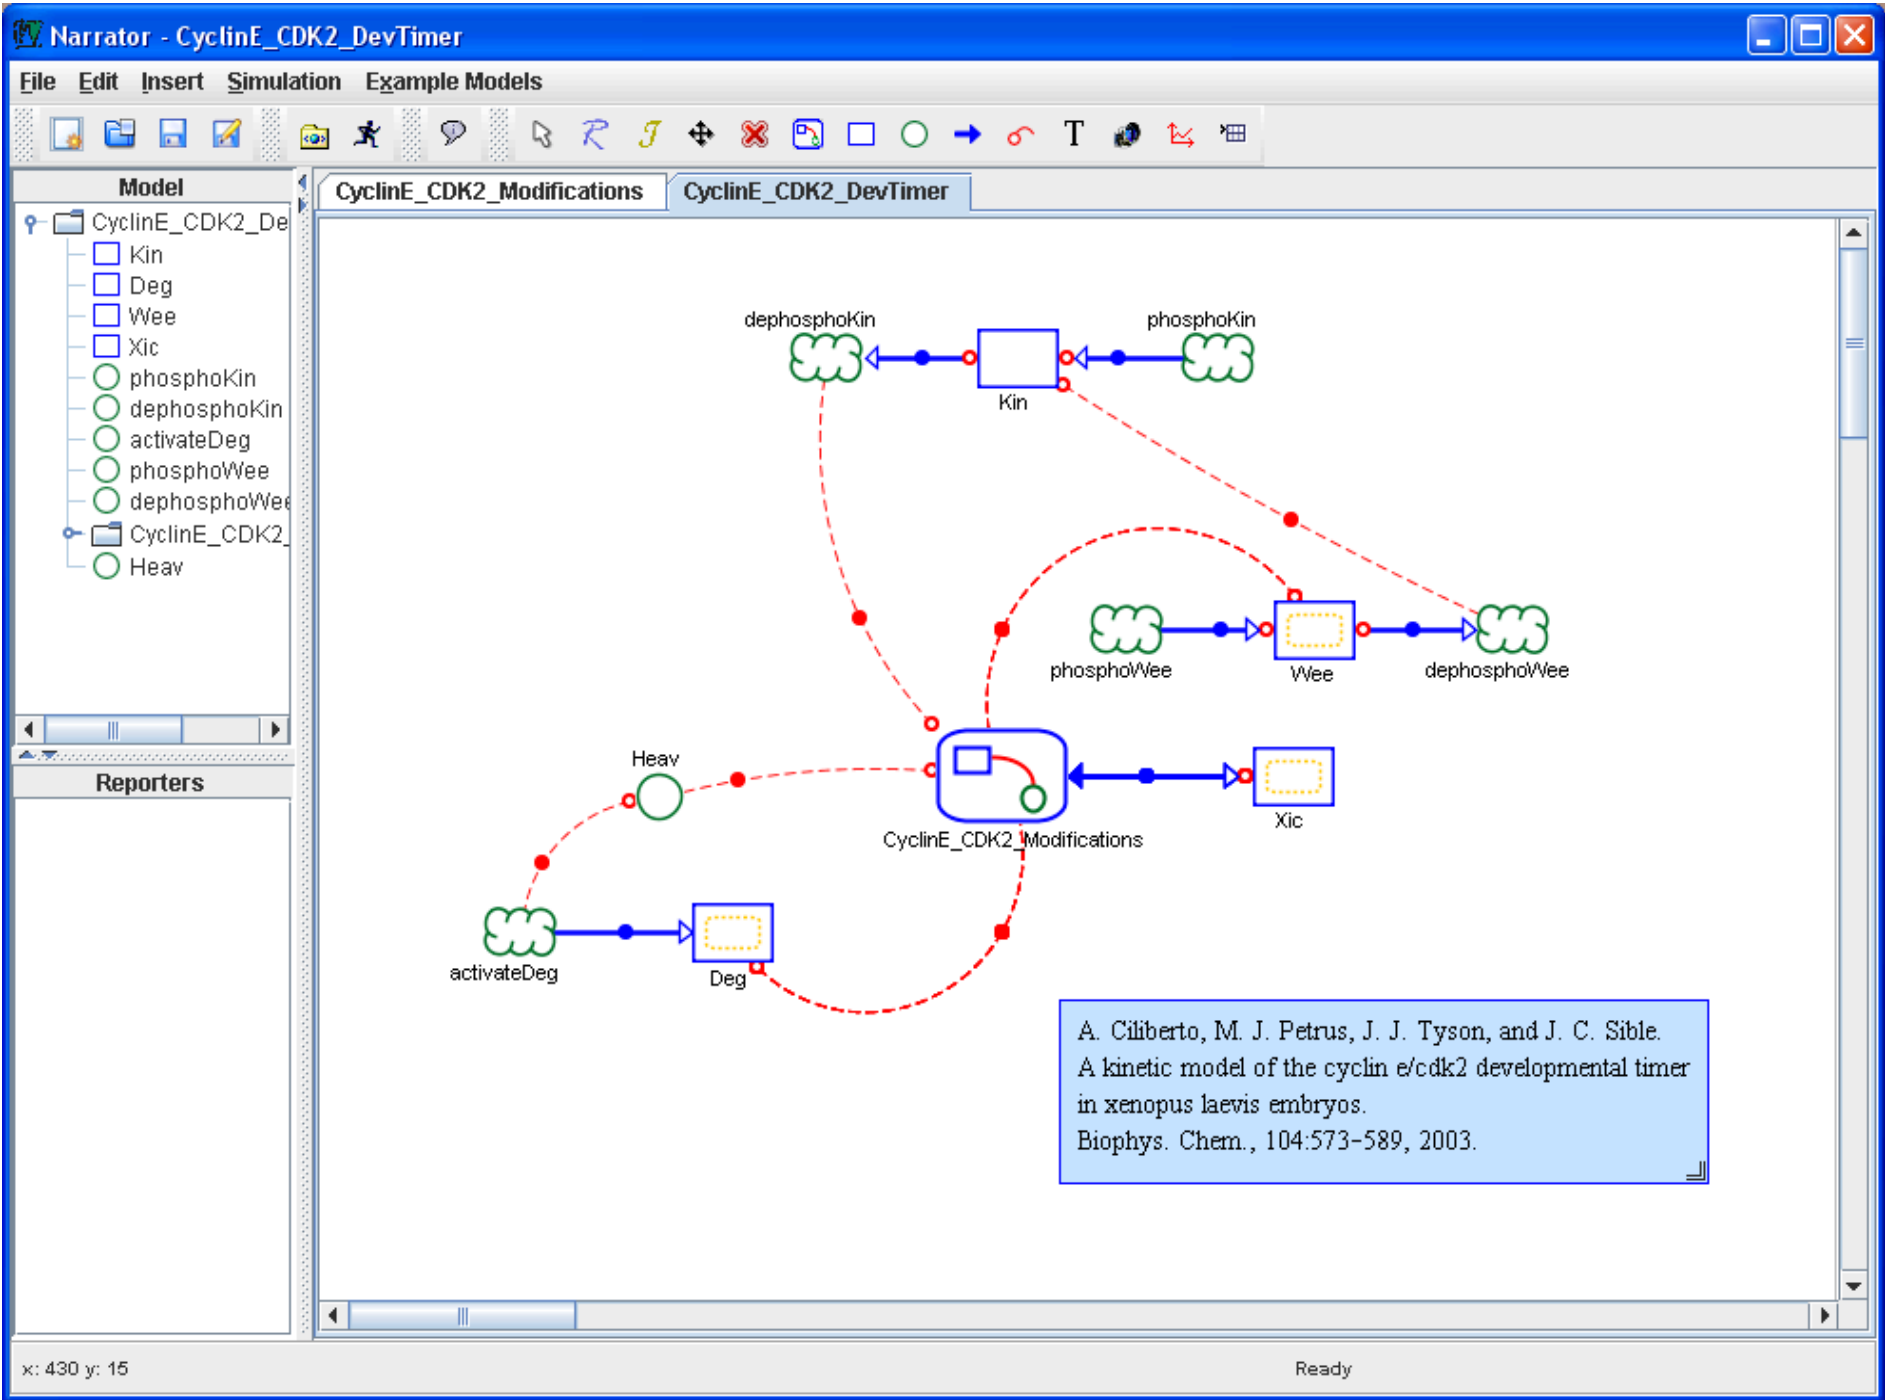 Narrator - CyclinE_CDK2_DevTimer
File Edit Insert Simulation Example Models
T
Model
CyclinE_CDK2_De
Kin
Deg
Wee
Xic
phosphoKin
dephosphoKin
activateDeg
phosphoWee
dephosphoWee
CyclinE_CDK2_
Heav
Reporters
CyclinE_CDK2_Modifications
CyclinE_CDK2_DevTimer
dephosphoKin
phosphoKin
Kin
phosphoWee
Wee
dephosphoWee
Heav
CyclinE_CDK2_Modifications
Xic
activateDeg
Deg
A. Ciliberto, M. J. Petrus, J. J. Tyson, and J. C. Sible.
A kinetic model of the cyclin e/cdk2 developmental timer
in xenopus laevis embryos.
Biophys. Chem., 104:573-589, 2003.
x: 430 y: 15
Ready